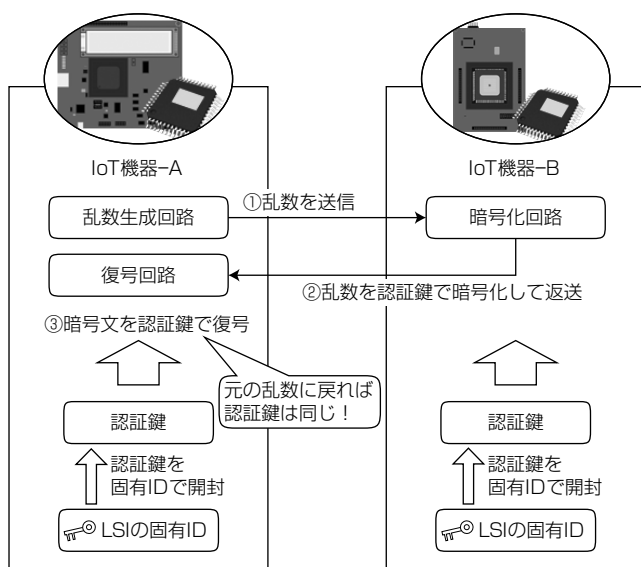 IoT機器−A
IoT機器−B
乱数生成回路
①乱数を送信
暗号化回路
復号回路
②乱数を認証鍵で暗号化して返送
③暗号文を認証鍵で復号
元の乱数に戻れば
認証鍵は同じ！
認証鍵
認証鍵
認証鍵を
固有IDで開封
認証鍵を
固有IDで開封
LSIの固有ID
LSIの固有ID